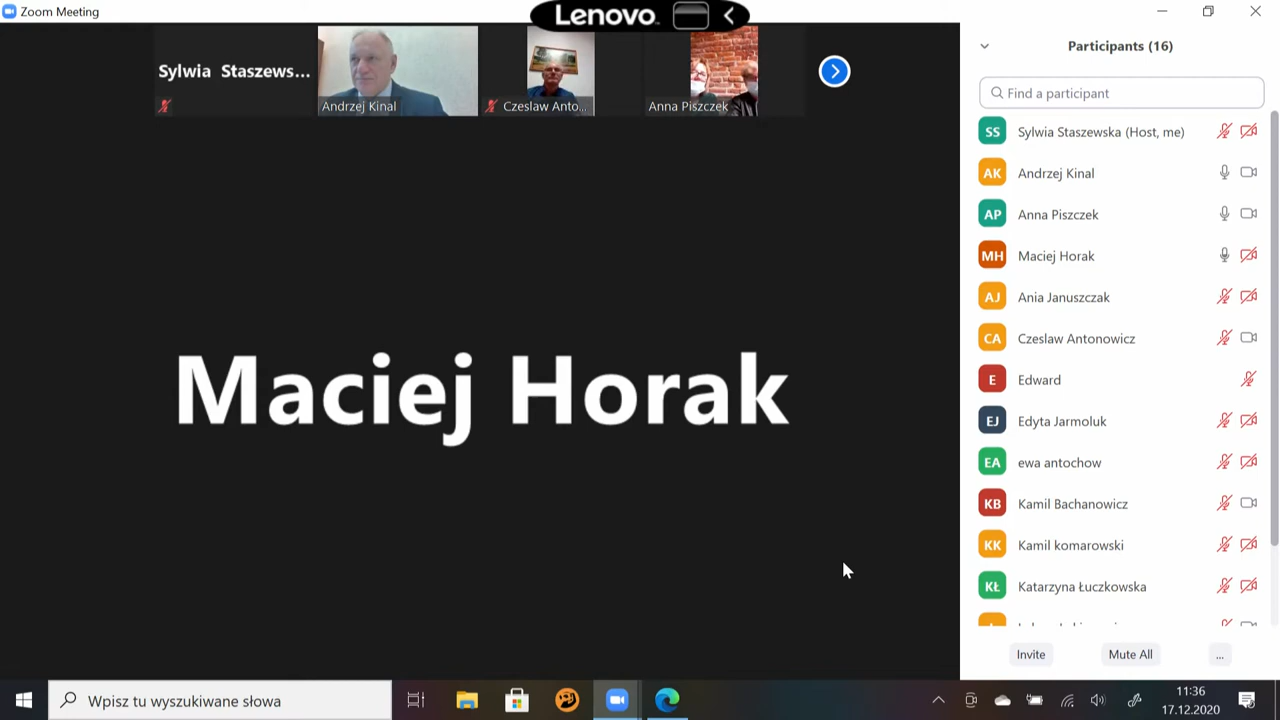 Zoom Meeting
Lenovo
Sylwia Staszews...
Andrzej Kinal
Czeslaw Anto...
Anna Piszczek
Maciej Horak
Participants (16)
Find a participant
SS Sylwia Staszewska (Host, me)
AK Andrzej Kinal
AP Anna Piszczek
MH Maciej Horak
AJ Ania Januszczak
CA Czeslaw Antonowicz
E Edward
EJ Edyta Jarmoluk
EA ewa antochow
KB Kamil Bachanowicz
KK Kamil komarowski
KŁ Katarzyna Łuczkowska
Invite
Mute All
...
Wpisz tu wyszukiwane słowa
11:36
17.12.2020